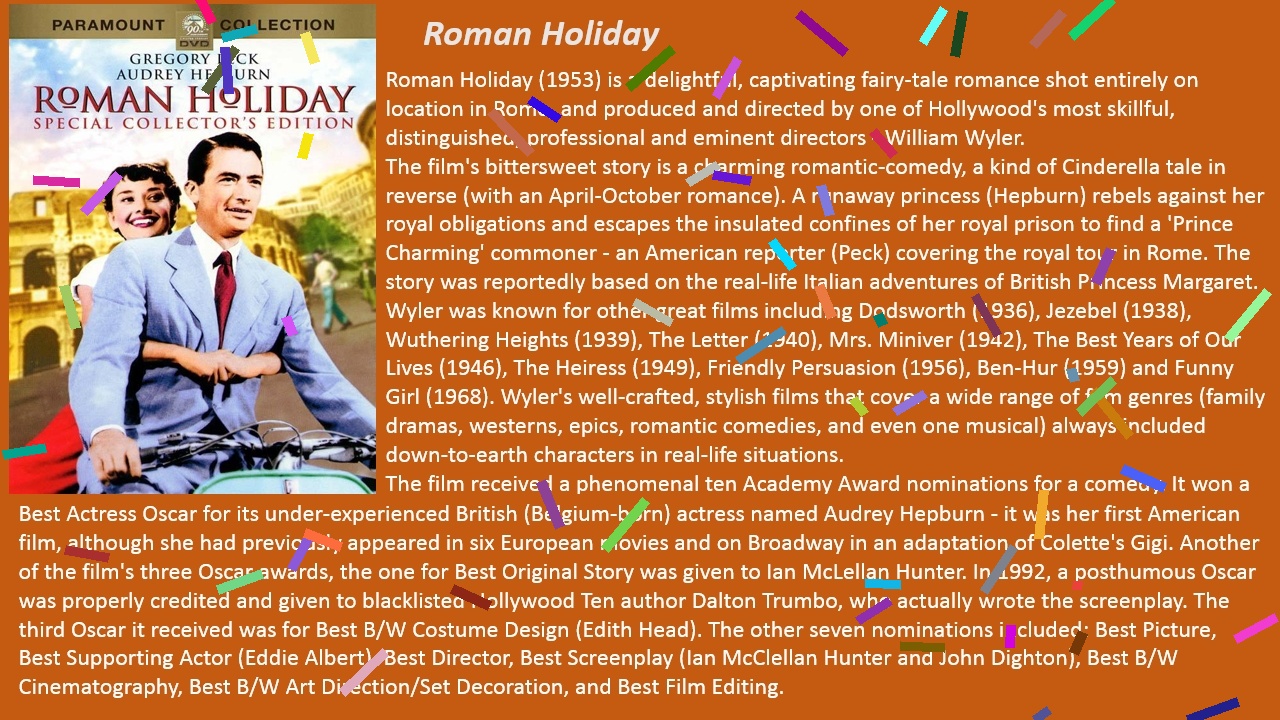 PARAMOUNT COLLECTION
90
DVD
GREGORY PECK
AUDREY HEPBURN
ROMAN HOLIDAY
SPECIAL COLLECTOR'S EDITION
Roman Holiday
Roman Holiday (1953) is a delightful, captivating fairy-tale romance shot entirely on
location in Rome, and produced and directed by one of Hollywood's most skillful,
distinguished, professional and eminent directors - William Wyler.
The film's bittersweet story is a charming romantic-comedy, a kind of Cinderella tale in
reverse (with an April-October romance). A runaway princess (Hepburn) rebels against her
royal obligations and escapes the insulated confines of her royal prison to find a 'Prince
Charming' commoner - an American reporter (Peck) covering the royal tour in Rome. The
story was reportedly based on the real-life Italian adventures of British Princess Margaret.
Wyler was known for other great films including Dodsworth (1936), Jezebel (1938),
Wuthering Heights (1939), The Letter (1940), Mrs. Miniver (1942), The Best Years of Our
Lives (1946), The Heiress (1949), Friendly Persuasion (1956), Ben-Hur (1959) and Funny
Girl (1968). Wyler's well-crafted, stylish films that cover a wide range of film genres (family
dramas, westerns, epics, romantic comedies, and even one musical) always included
down-to-earth characters in real-life situations.
The film received a phenomenal ten Academy Award nominations for a comedy. It won a
Best Actress Oscar for its under-experienced British (Belgium-born) actress named Audrey Hepburn - it was her first American
film, although she had previously appeared in six European movies and on Broadway in an adaptation of Colette's Gigi. Another
of the film's three Oscar awards, the one for Best Original Story was given to Ian McLellan Hunter. In 1992, a posthumous Oscar
was properly credited and given to blacklisted Hollywood Ten author Dalton Trumbo, who actually wrote the screenplay. The
third Oscar it received was for Best B/W Costume Design (Edith Head). The other seven nominations included: Best Picture,
Best Supporting Actor (Eddie Albert), Best Director, Best Screenplay (Ian McClellan Hunter and John Dighton), Best B/W
Cinematography, Best B/W Art Direction/Set Decoration, and Best Film Editing.